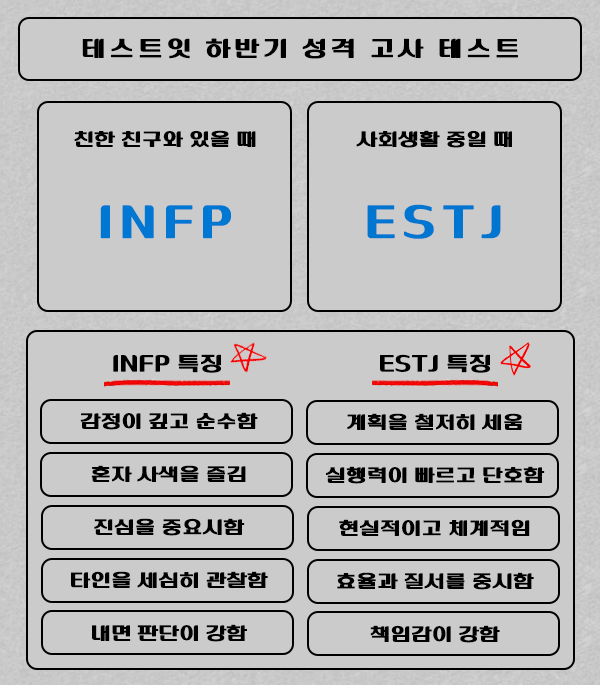 테스트잇 하반기 성격 고사 테스트
친한 친구와 있을 때
INFP
사회생활 중일 때
ESTJ
INFP 특징
감정이 깊고 순수함
혼자 사색을 즐김
진심을 중요시함
타인을 세심히 관찰함
내면 판단이 강함
ESTJ 특징
계획을 철저히 세움
실행력이 빠르고 단호함
현실적이고 체계적임
효율과 질서를 중시함
책임감이 강함